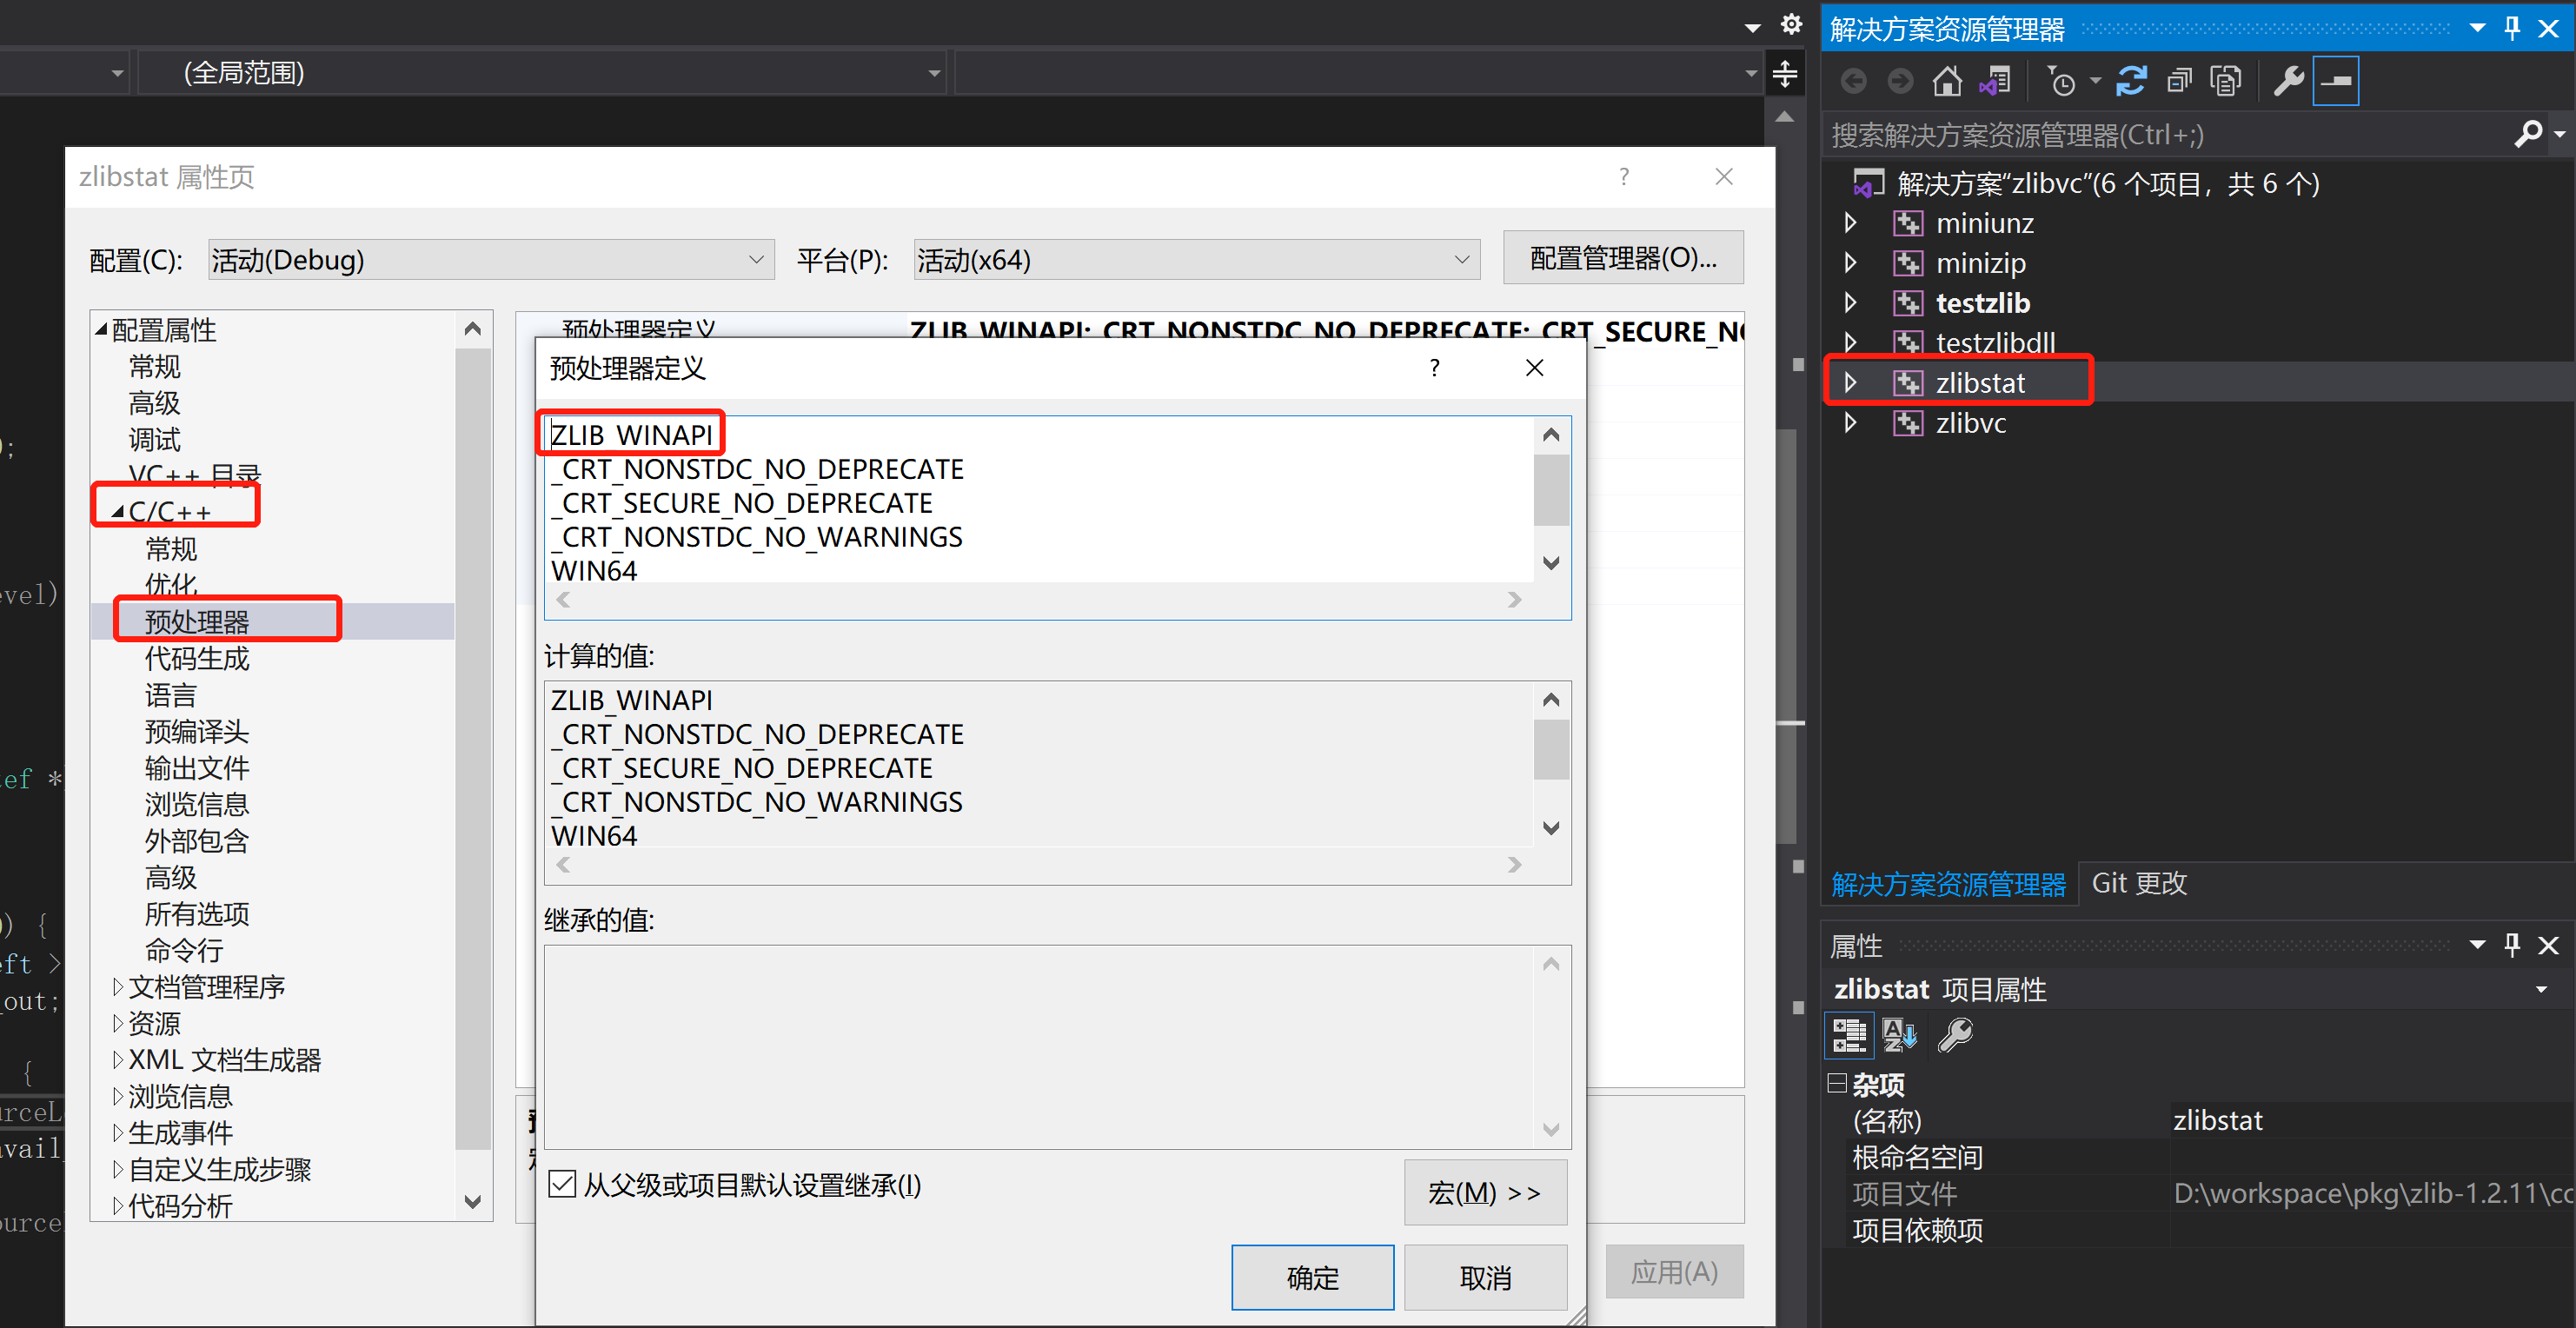 (全局范围)
);
evel)
ef *
) {
eft >
_out;
{
urceL
avail_
ource
zlibstat 属性页
?
配置(C):
活动(Debug)
平台(P):
活动(x64)
配置管理器(O)...
配置属性
常规
高级
调试
VC++ 目录
C/C++
常规
优化
预处理器
代码生成
语言
预编译头
输出文件
浏览信息
外部包含
高级
所有选项
命令行
文档管理程序
资源
XML 文档生成器
浏览信息
生成事件
自定义生成步骤
代码分析
预处理器定义
ZLIB_WINAPI;_CRT_NONSTDC_NO_DEPRECATE;_CRT_SECURE_NO
预处理器定义
?
ZLIB_WINAPI
_CRT_NONSTDC_NO_DEPRECATE
_CRT_SECURE_NO_DEPRECATE
_CRT_NONSTDC_NO_WARNINGS
WIN64
计算的值:
ZLIB_WINAPI
_CRT_NONSTDC_NO_DEPRECATE
_CRT_SECURE_NO_DEPRECATE
_CRT_NONSTDC_NO_WARNINGS
WIN64
继承的值:
从父级或项目默认设置继承(I)
宏(M) >>
确定
取消
应用(A)
解决方案资源管理器
搜索解决方案资源管理器(Ctrl+;)
解决方案“zlibvc”(6 个项目，共 6 个)
miniunz
minizip
testzlib
testzlibdll
zlibstat
zlibvc
解决方案资源管理器
Git 更改
属性
zlibstat 项目属性
杂项
(名称)
zlibstat
根命名空间
项目文件
D:\workspace\pkg\zlib-1.2.11\cc
项目依赖项